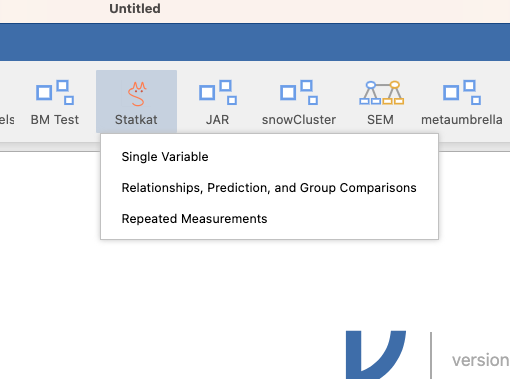 Untitled
els BM Test Statkat JAR snowCluster SEM metaumbrella
Single Variable
Relationships, Prediction, and Group Comparisons
Repeated Measurements
version